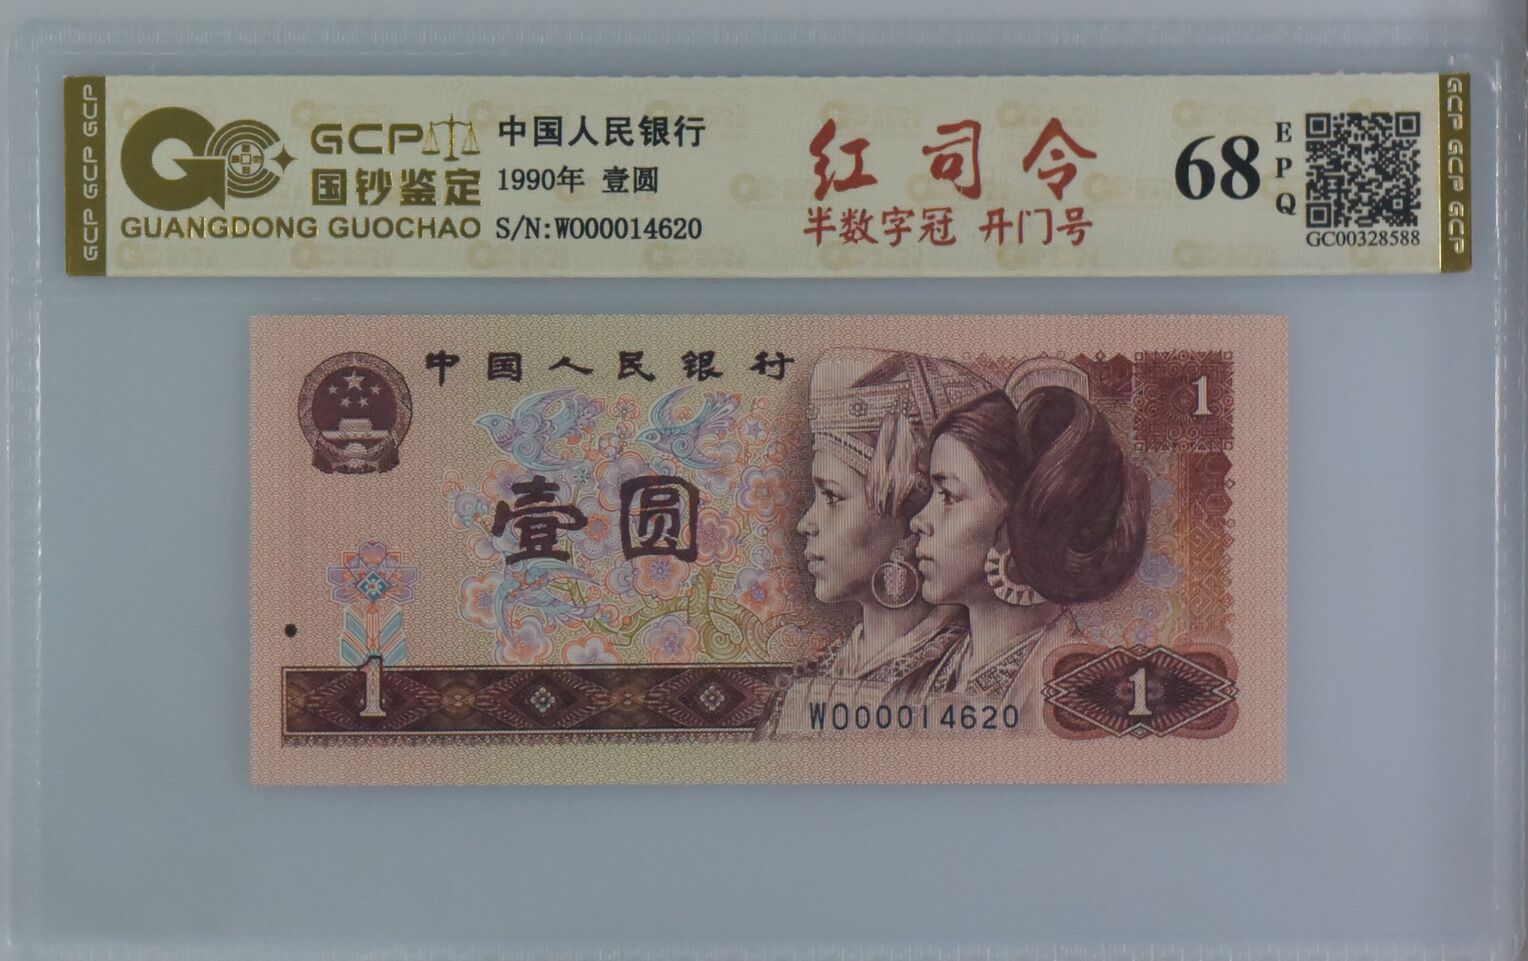 GCP GCP GCP
GCP
国钞鉴定
GUANGDONG GUOCHAO
中国人民银行
1990年 壹圆
S/N:WO00014620
红司令
半数字冠 开门号
68
EPQ
GC00328588
GCP GCP GCP
中国人民银行
1
壹圆
1
WO00014620
1